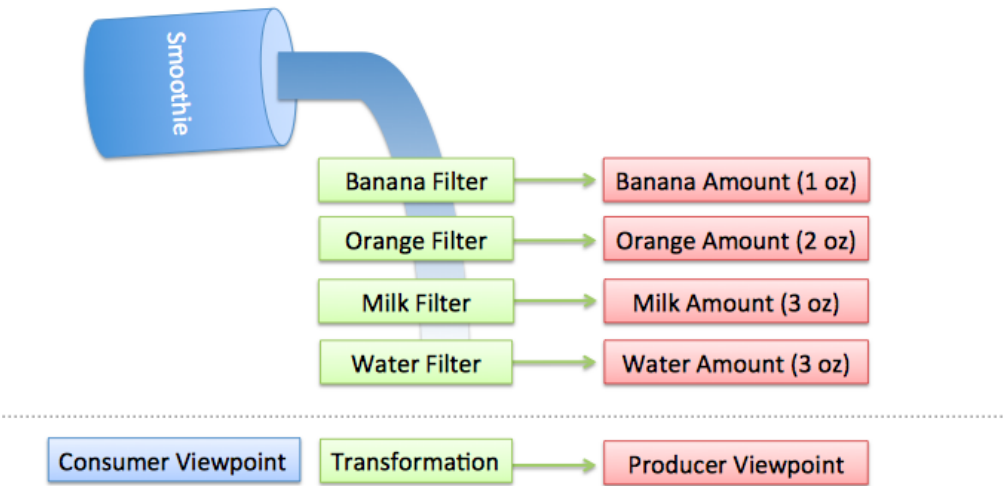 Smoothie
Banana Filter
Banana Amount (1 oz)
Orange Filter
Orange Amount (2 oz)
Milk Filter
Milk Amount (3 oz)
Water Filter
Water Amount (3 oz)
Consumer Viewpoint
Transformation
Producer Viewpoint